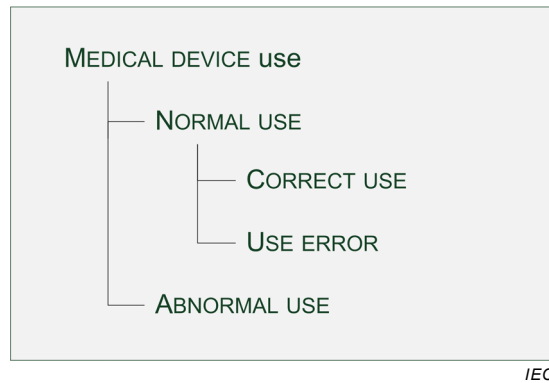 MEDICAL DEVICE use
NORMAL USE
CORRECT USE
USE ERROR
ABNORMAL USE
IEC